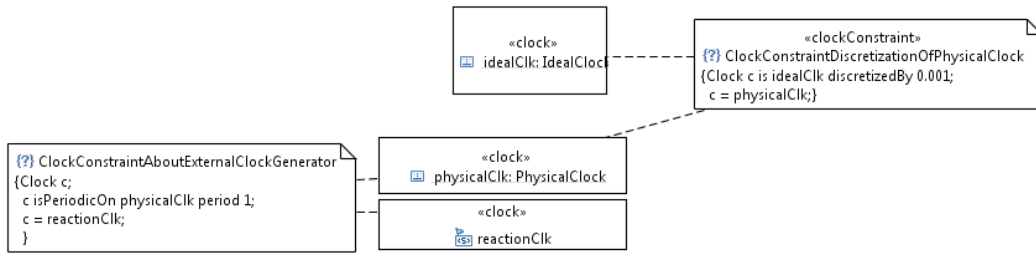 «clock»
idealClk: IdealClock
«clockConstraint»
{?} ClockConstraintDiscretizationOfPhysicalClock
{Clock c is idealClk discretizedBy 0.001;
c = physicalClk;}
«clock»
physicalClk: PhysicalClock
{?} ClockConstraintAboutExternalClockGenerator
{Clock c;
c isPeriodicOn physicalClk period 1;
c = reactionClk;
}
«clock»
<S> reactionClk